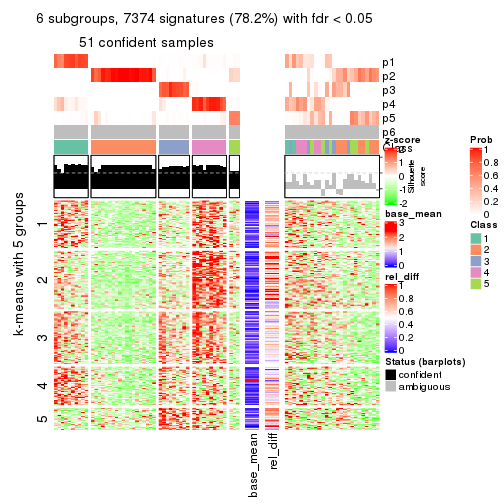 6 subgroups, 7374 signatures (78.2%) with fdr < 0.05
51 confident samples
p1
p2
p3
p4
p5
p6
Silhouette
score
k-means with 5 groups
1
2
3
4
5
base_mean
rel_diff
z-score
2
1
0
-1
-2
base_mean
3
2
1
0
rel_diff
1
0.8
0.6
0.4
0.2
0
Status (barplots)
confident
ambiguous
Prob
1
0.8
0.6
0.4
0.2
0
Class
1
2
3
4
5